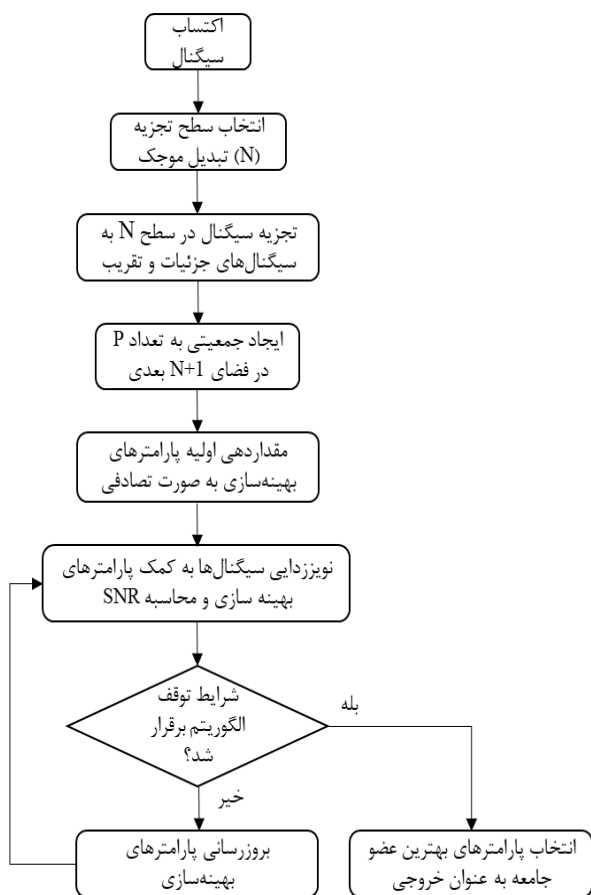 اکتساب
سیگنال
انتخاب سطح تجزیه
(N) تبدیل موجک
تجزیه سیگنال در سطح N به
سیگنال‌های جزئیات و تقریب
ایجاد جمعیتی به تعداد P
در فضای N+1 بعدی
مقداردهی اولیه پارامترهای
بهینه‌سازی به صورت تصادفی
نویززدایی سیگنال‌ها به کمک پارامترهای
بهینه سازی و محاسبه SNR
شرایط توقف
الگوریتم برقرار
شد؟
بله
خیر
بروزرسانی پارامترهای
بهینه‌سازی
انتخاب پارامترهای بهترین عضو
جامعه به عنوان خروجی